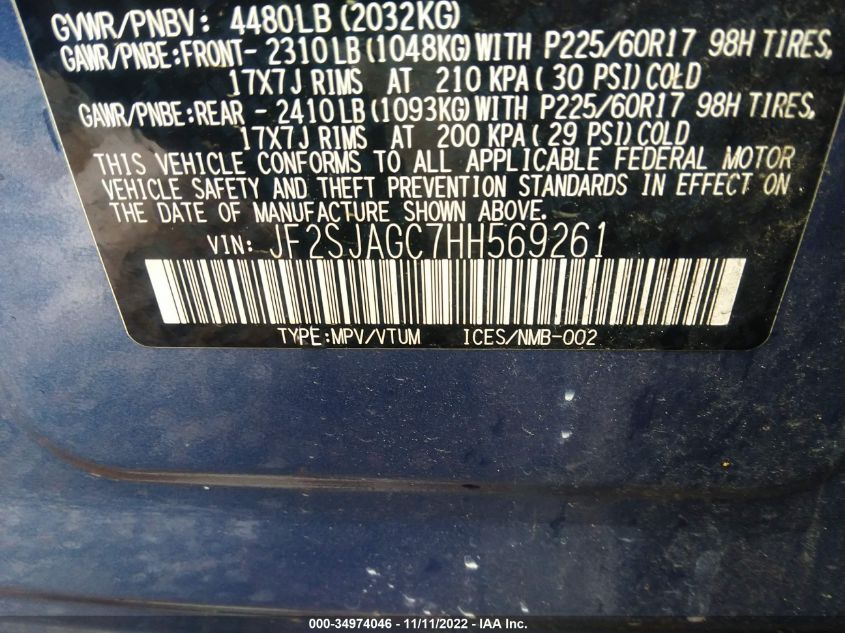 GVWR/PNBV: 4480LB (2032KG)
GAWR/PNBE:FRONT- 2310LB(1048KG)WITH P225/60R17 98H TIRES,
17X7J RIMS AT 210 KPA( 30 PSI)COLD
GAWR/PNBE:REAR - 2410LB(1093KG)WITH P225/60R17 98H TIRES,
17X7J RIMS AT 200 KPA( 29 PSI)COLD
THIS VEHICLE CONFORMS TO ALL APPLICABLE FEDERAL MOTOR
VEHICLE SAFETY AND THEFT PREVENTION STANDARDS IN EFFECT ON
THE DATE OF MANUFACTURE SHOWN ABOVE.
VIN: JF2SJAGC7HH569261
TYPE:MPV/VTUM ICES/NMB-002
000-34974046 - 11/11/2022 - IAA Inc.